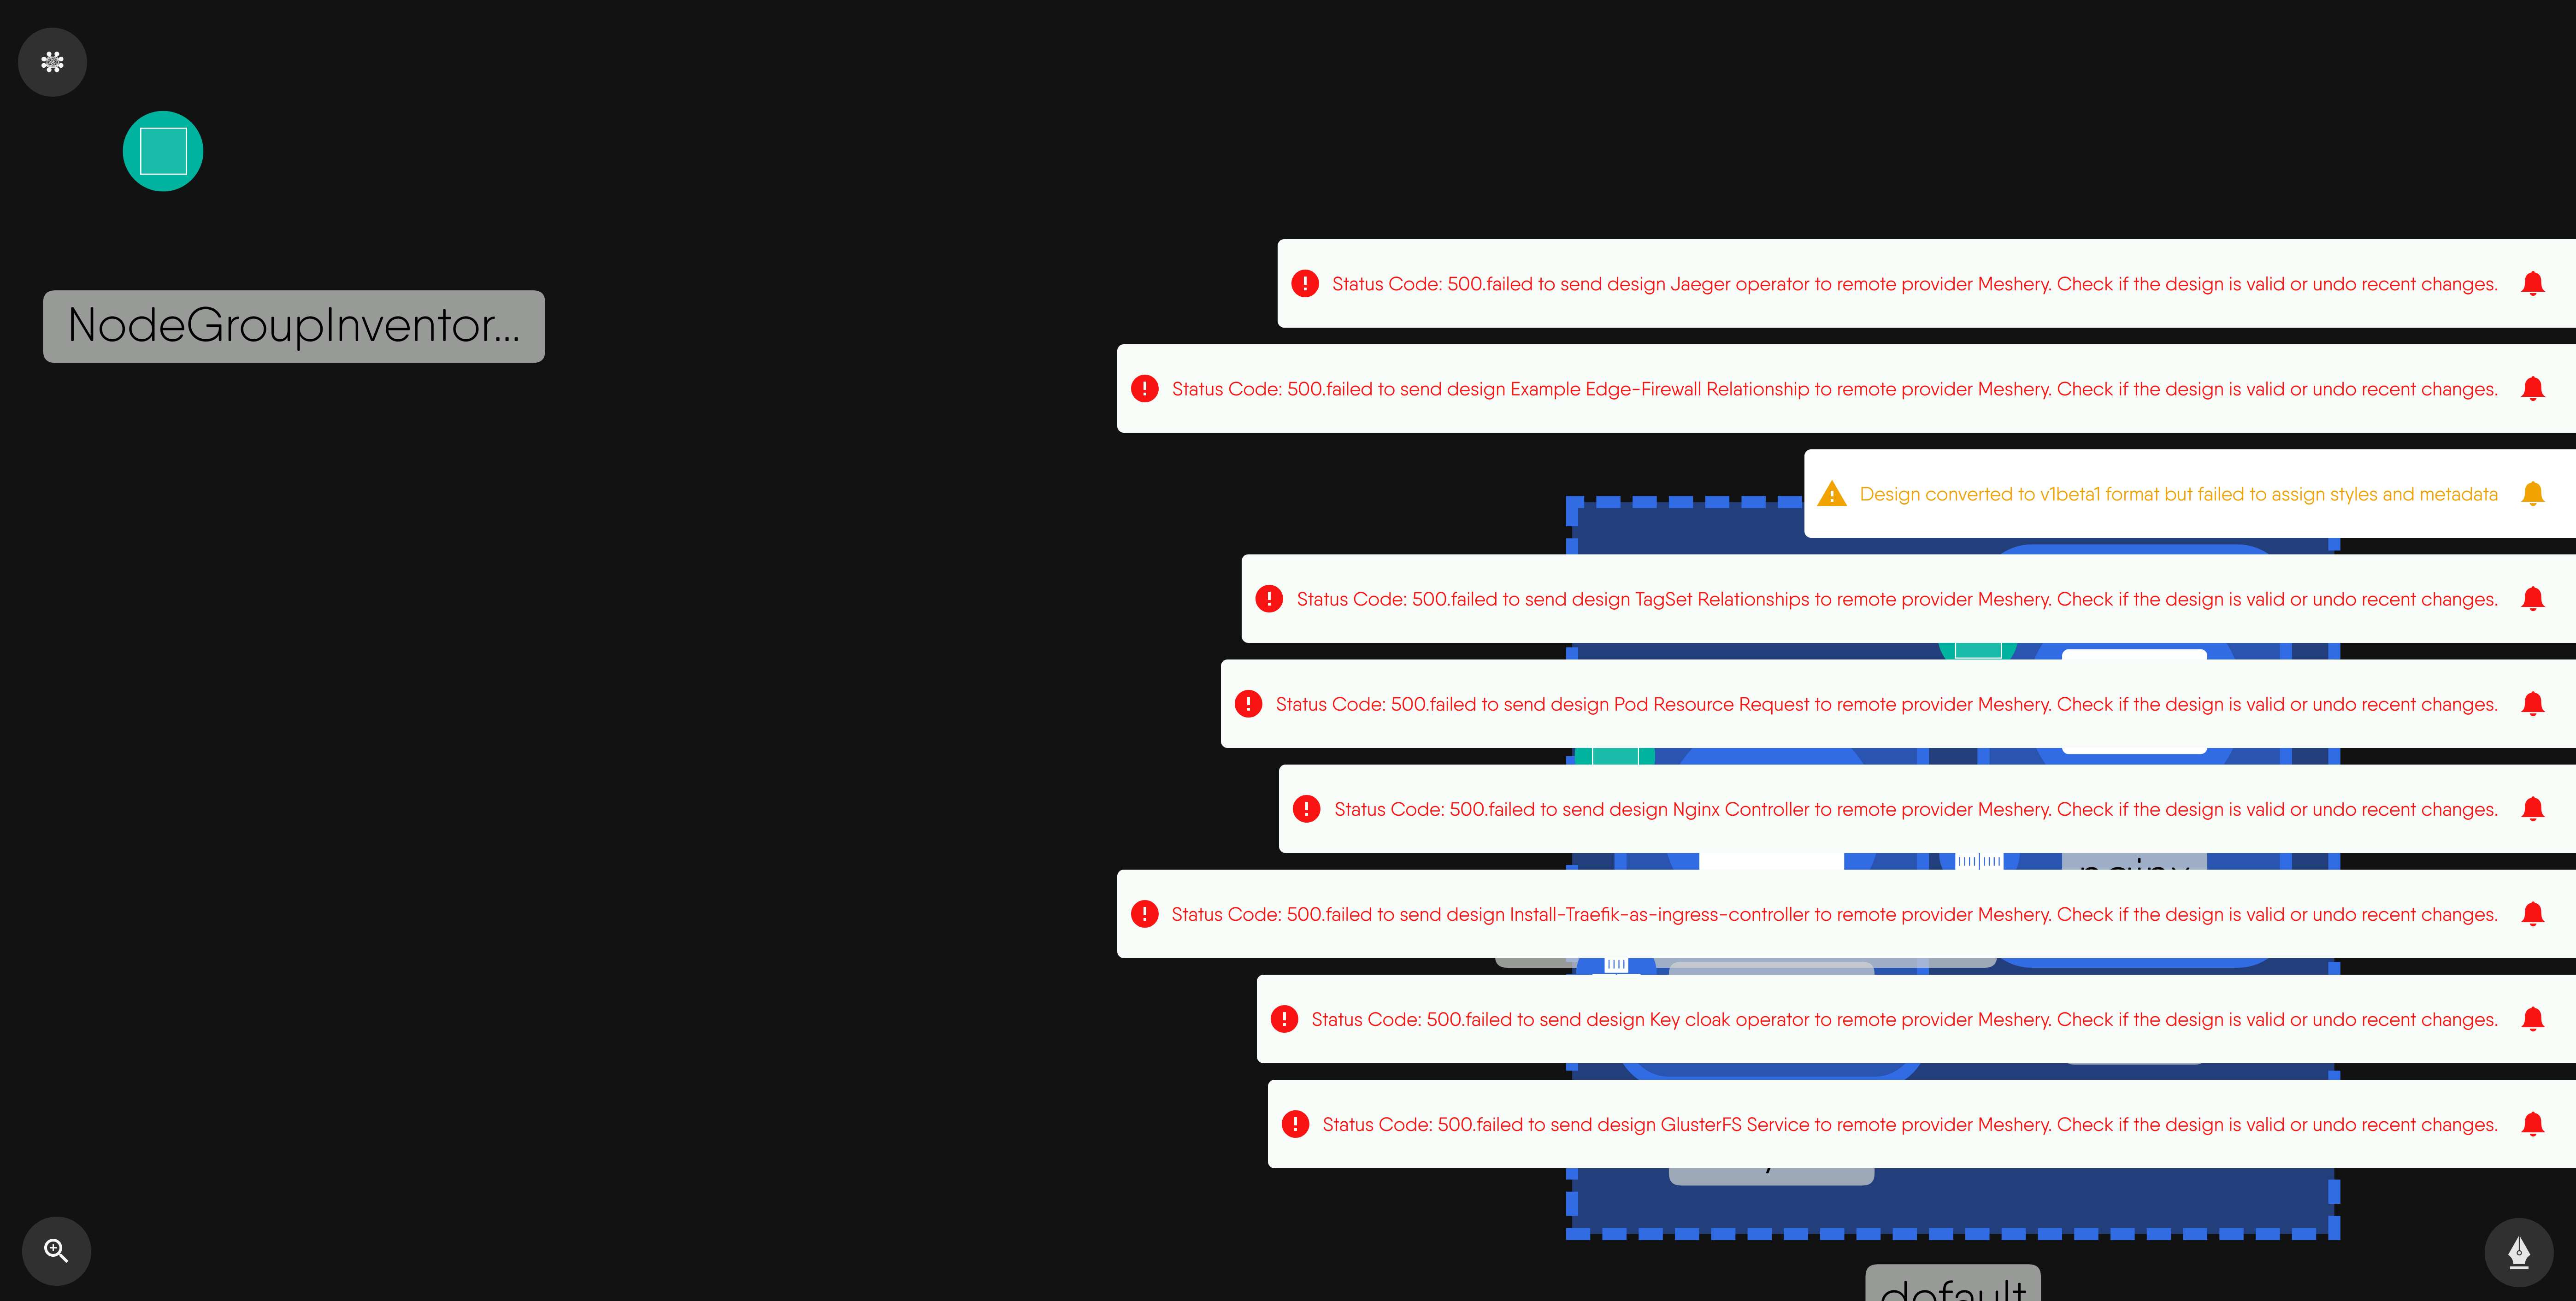 NodeGroupInventor...
Status Code: 500.failed to send design Jaeger operator to remote provider Meshery. Check if the design is valid or undo recent changes.
Status Code: 500.failed to send design Example Edge-Firewall Relationship to remote provider Meshery. Check if the design is valid or undo recent changes.
Design converted to v1beta1 format but failed to assign styles and metadata
Status Code: 500.failed to send design TagSet Relationships to remote provider Meshery. Check if the design is valid or undo recent changes.
Status Code: 500.failed to send design Pod Resource Request to remote provider Meshery. Check if the design is valid or undo recent changes.
Status Code: 500.failed to send design Nginx Controller to remote provider Meshery. Check if the design is valid or undo recent changes.
nginx
Status Code: 500.failed to send design Install-Traefik-as-ingress-controller to remote provider Meshery. Check if the design is valid or undo recent changes.
Status Code: 500.failed to send design Key cloak operator to remote provider Meshery. Check if the design is valid or undo recent changes.
Status Code: 500.failed to send design GlusterFS Service to remote provider Meshery. Check if the design is valid or undo recent changes.
default